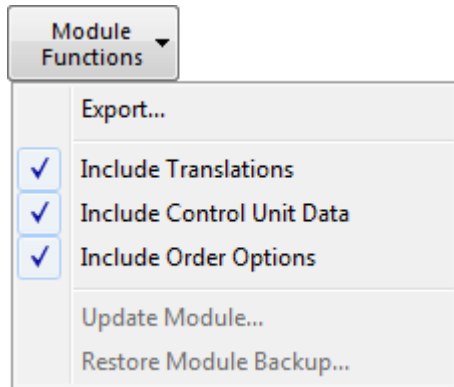 Module
Functions
Export...
Include Translations
Include Control Unit Data
Include Order Options
Update Module...
Restore Module Backup...